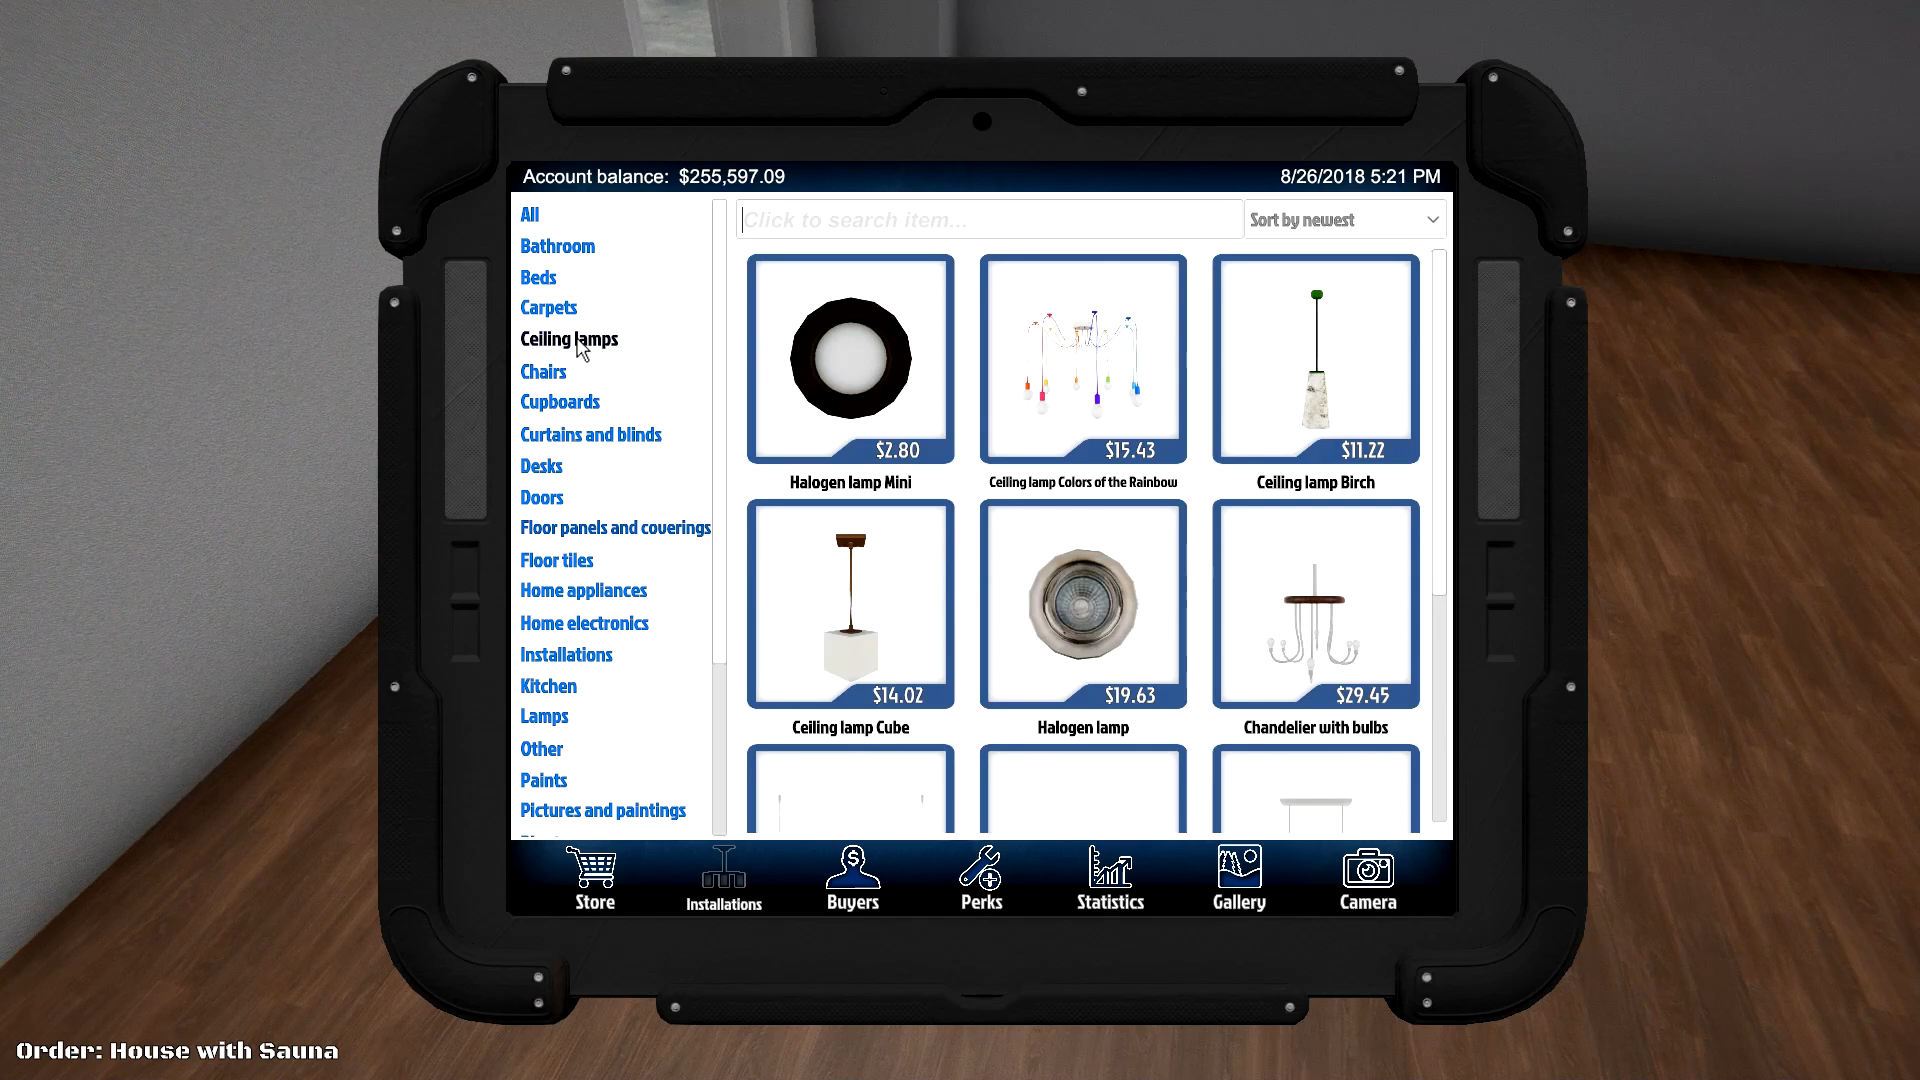 Account balance: $255,597.09
8/26/2018 5:21 PM
All
Bathroom
Beds
Carpets
Ceiling lamps
Chairs
Cupboards
Curtains and blinds
Desks
Doors
Floor panels and coverings
Floor tiles
Home appliances
Home electronics
Installations
Kitchen
Lamps
Other
Paints
Pictures and paintings
Click to search item...
Sort by newest
$2.80
$15.43
$11.22
Halogen lamp Mini
Ceiling lamp Colors of the Rainbow
Ceiling lamp Birch
$14.02
$19.63
$29.45
Ceiling lamp Cube
Halogen lamp
Chandelier with bulbs
Store
Installations
Buyers
Perks
Statistics
Gallery
Camera
Order: House with Sauna